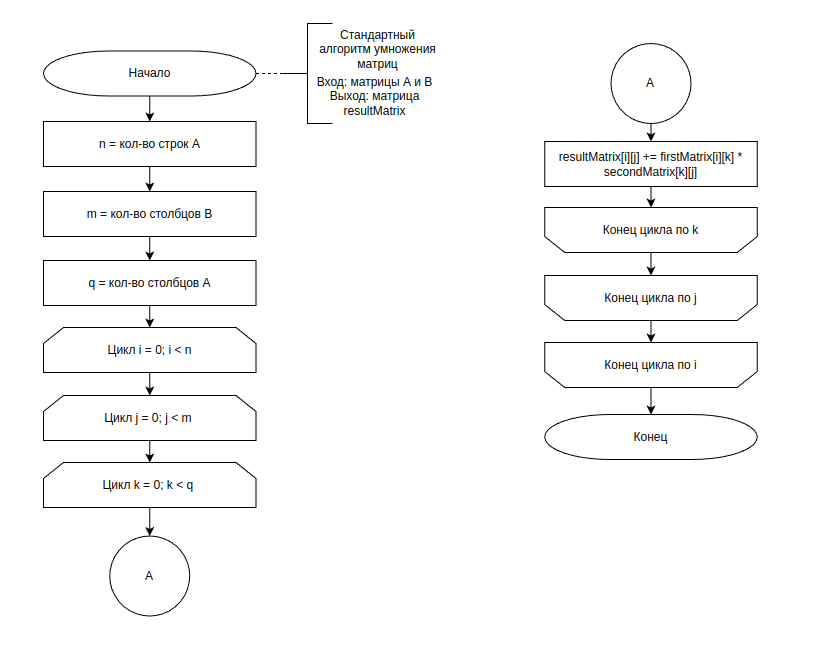 Начало
Стандартный
алгоритм умножения
матриц
Вход: матрицы А и В
Выход: матрица
resultMatrix
n = кол-во строк А
m = кол-во столбцов В
q = кол-во столбцов А
Цикл i = 0; i < n
Цикл j = 0; j < m
Цикл k = 0; k < q
А
А
resultMatrix[i][j] += firstMatrix[i][k] *
secondMatrix[k][j]
Конец цикла по k
Конец цикла по j
Конец цикла по i
Конец